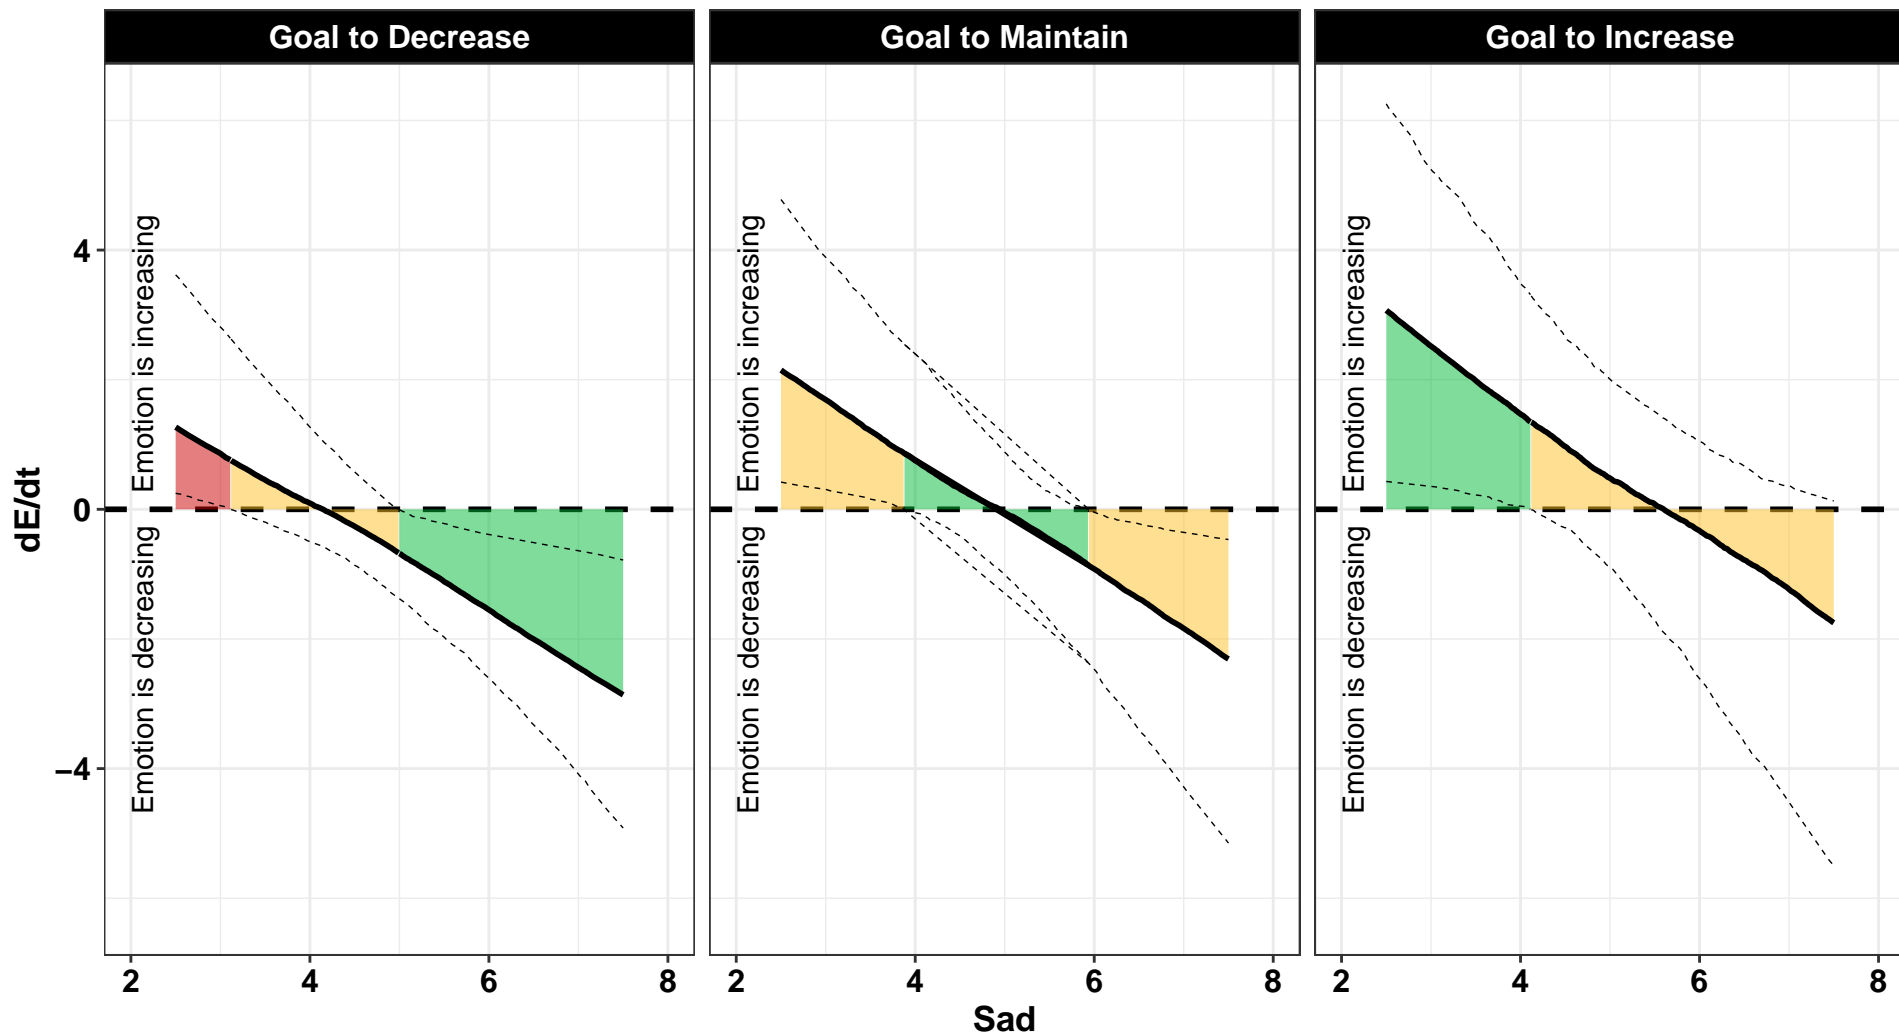 Goal to Decrease
Goal to Maintain
Goal to Increase
dE/dt
4
0
−4
Emotion is increasing
Emotion is decreasing
Emotion is increasing
Emotion is decreasing
Emotion is increasing
Emotion is decreasing
2 4 6 8
2 4 6 8
2 4 6 8
Sad